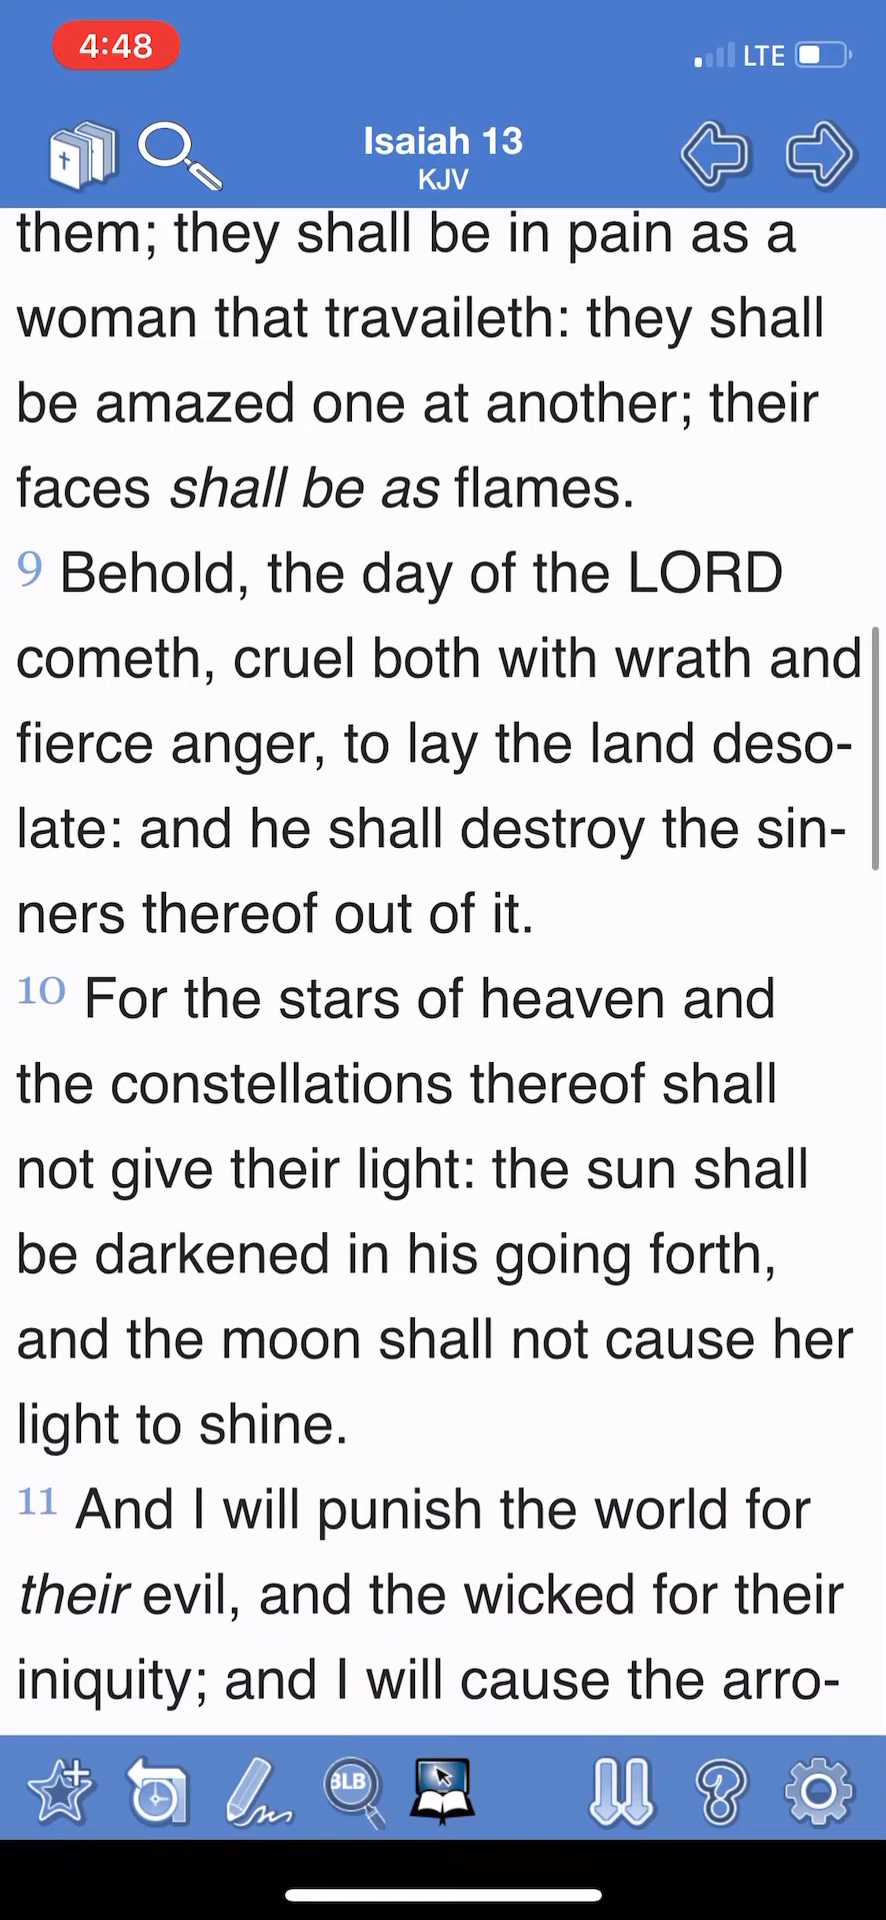 4:48
LTE
Isaiah 13
KJV
them; they shall be in pain as a
woman that travaileth: they shall
be amazed one at another; their
faces shall be as flames.
9 Behold, the day of the LORD
cometh, cruel both with wrath and
fierce anger, to lay the land deso-
late: and he shall destroy the sin-
ners thereof out of it.
10 For the stars of heaven and
the constellations thereof shall
not give their light: the sun shall
be darkened in his going forth,
and the moon shall not cause her
light to shine.
11 And I will punish the world for
their evil, and the wicked for their
iniquity; and I will cause the arro-
BLB